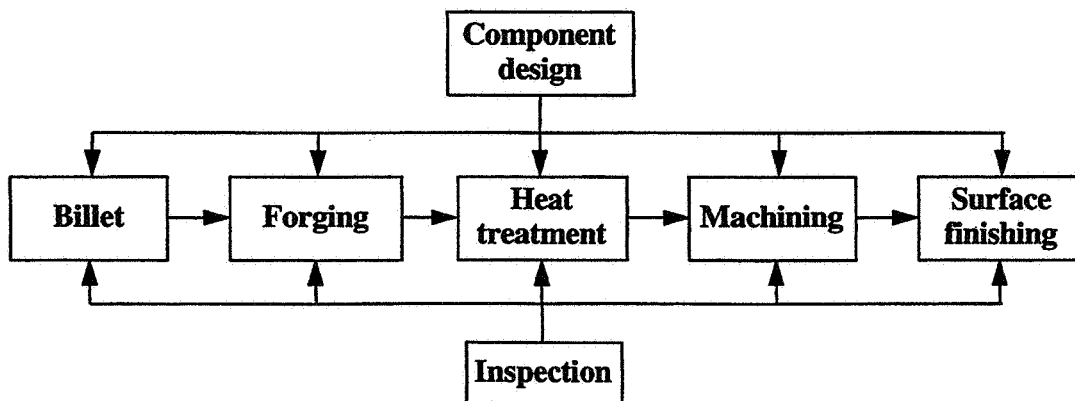 Component
design
Billet
Forging
Heat
treatment
Machining
Surface
finishing
Inspection